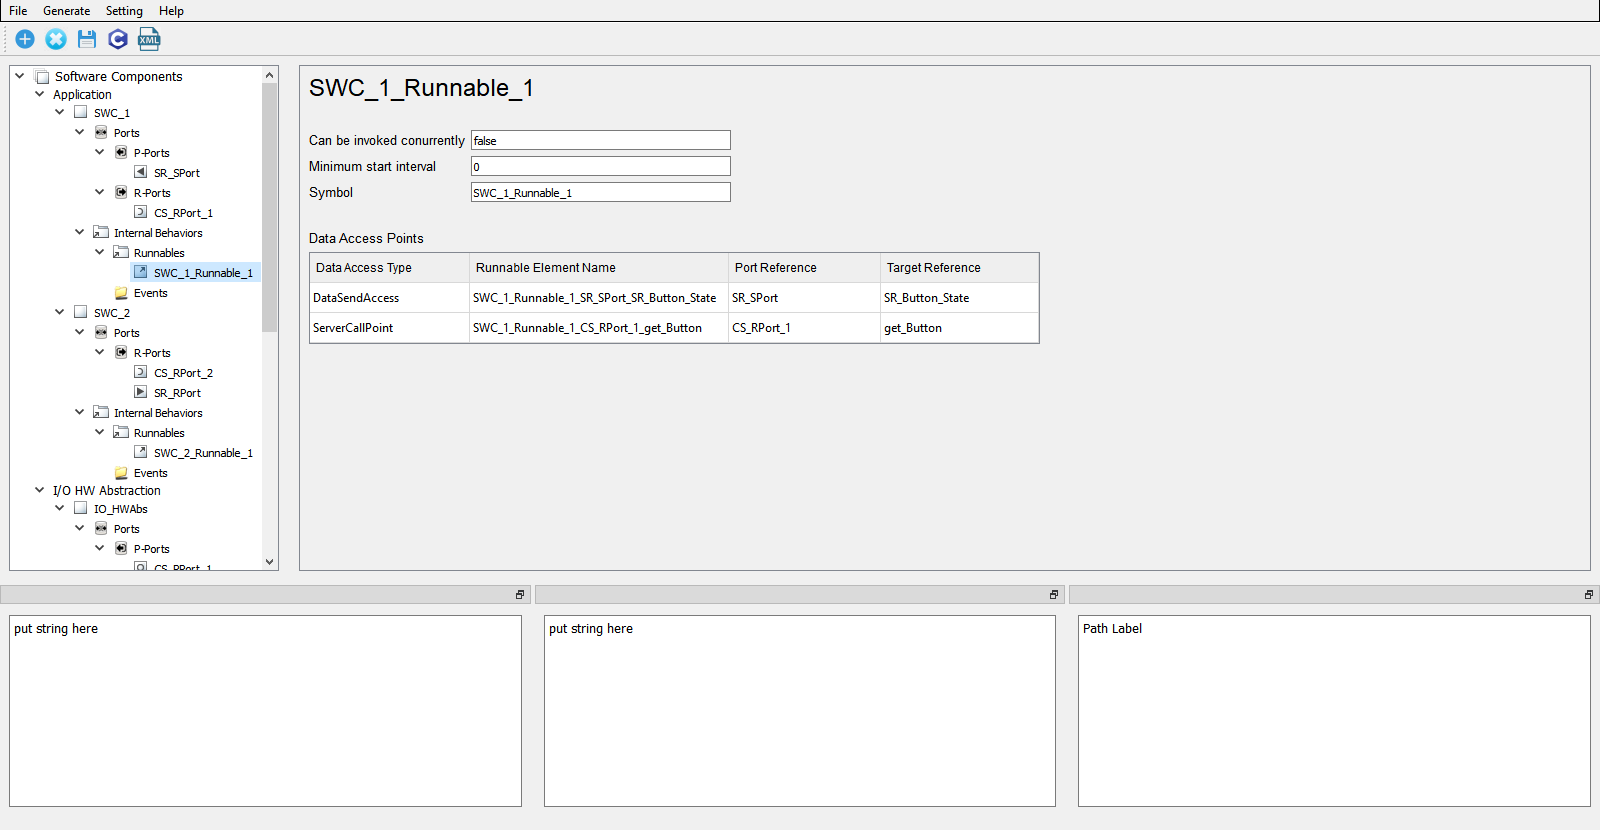 File Generate Setting Help
XML
Software Components
Application
SWC_1
Ports
P-Ports
SR_SPort
R-Ports
CS_RPort_1
Internal Behaviors
Runnables
SWC_1_Runnable_1
Events
SWC_2
Ports
R-Ports
CS_RPort_2
SR_RPort
Internal Behaviors
Runnables
SWC_2_Runnable_1
Events
I/O HW Abstraction
IO_HWAbs
Ports
P-Ports
CS_PPort_1
SWC_1_Runnable_1
Can be invoked conurrently false
Minimum start interval 0
Symbol SWC_1_Runnable_1
Data Access Points
Data Access Type Runnable Element Name Port Reference Target Reference
DataSendAccess SWC_1_Runnable_1_SR_SPort_SR_Button_State SR_SPort SR_Button_State
ServerCallPoint SWC_1_Runnable_1_CS_RPort_1_get_Button CS_RPort_1 get_Button
put string here
put string here
Path Label